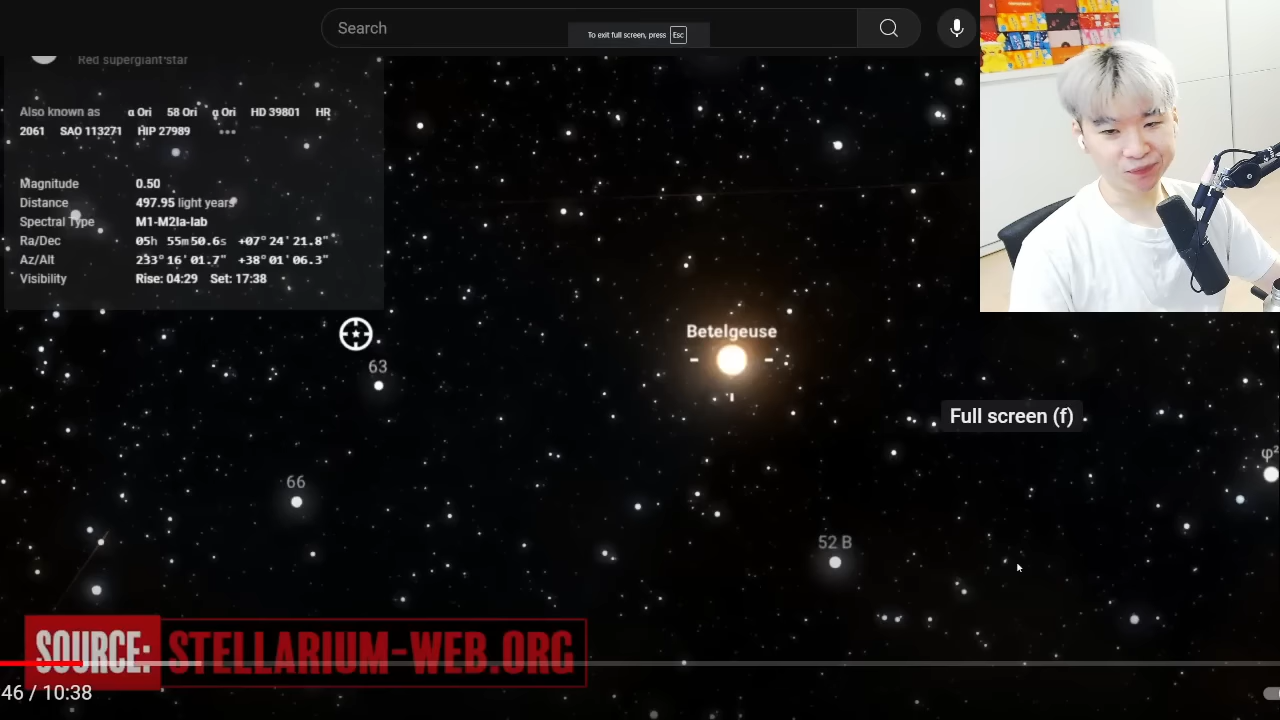 Search
To exit full screen, press Esc
Red supergiant star
Also known as α Ori 58 Ori α Ori HD 39801 HR
2061 SAO 113271 HIP 27989 •••
Magnitude 0.50
Distance 497.95 light years
Spectral Type M1-M2Ia-Iab
Ra/Dec 05h 55m50.6s +07°24'21.8"
Az/Alt 233°16'01.7" +38°01'06.3"
Visibility Rise: 04:29 Set: 17:38
Betelgeuse
63
Full screen (f)
φ²
66
52 B
SOURCE: STELLARIUM-WEB.ORG
46 / 10:38